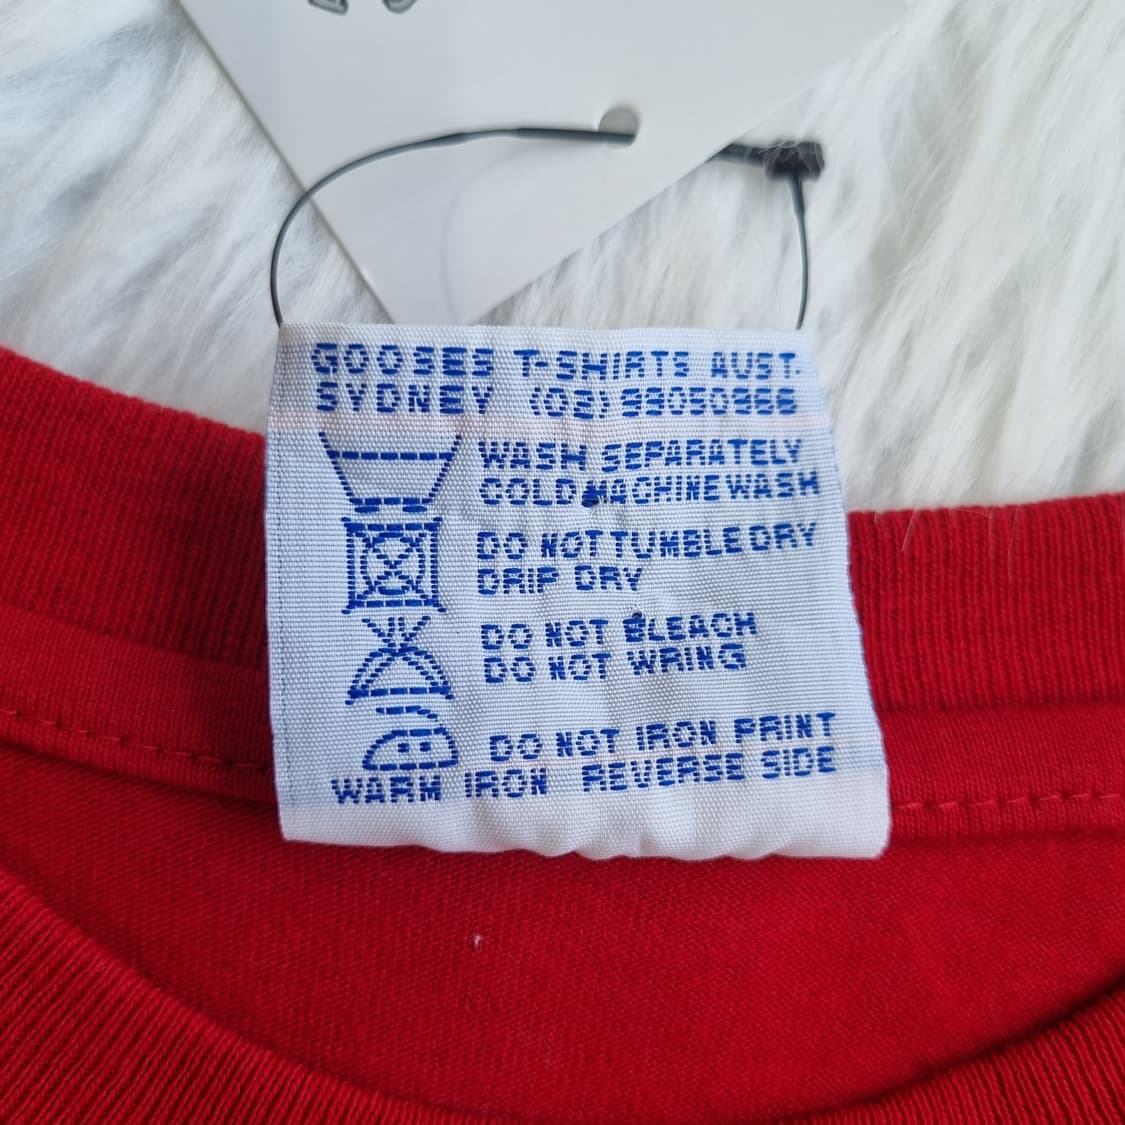 GOOSES T-SHIRTS AUST.
SYDNEY (02)
WASH SEPARATELY
COLD MACHINE WASH
DO NOT TUMBLE DRY
DRIP DRY
DO NOT BLEACH
DO NOT WRING
DO NOT IRON PRINT
WARM IRON REVERSE SIDE